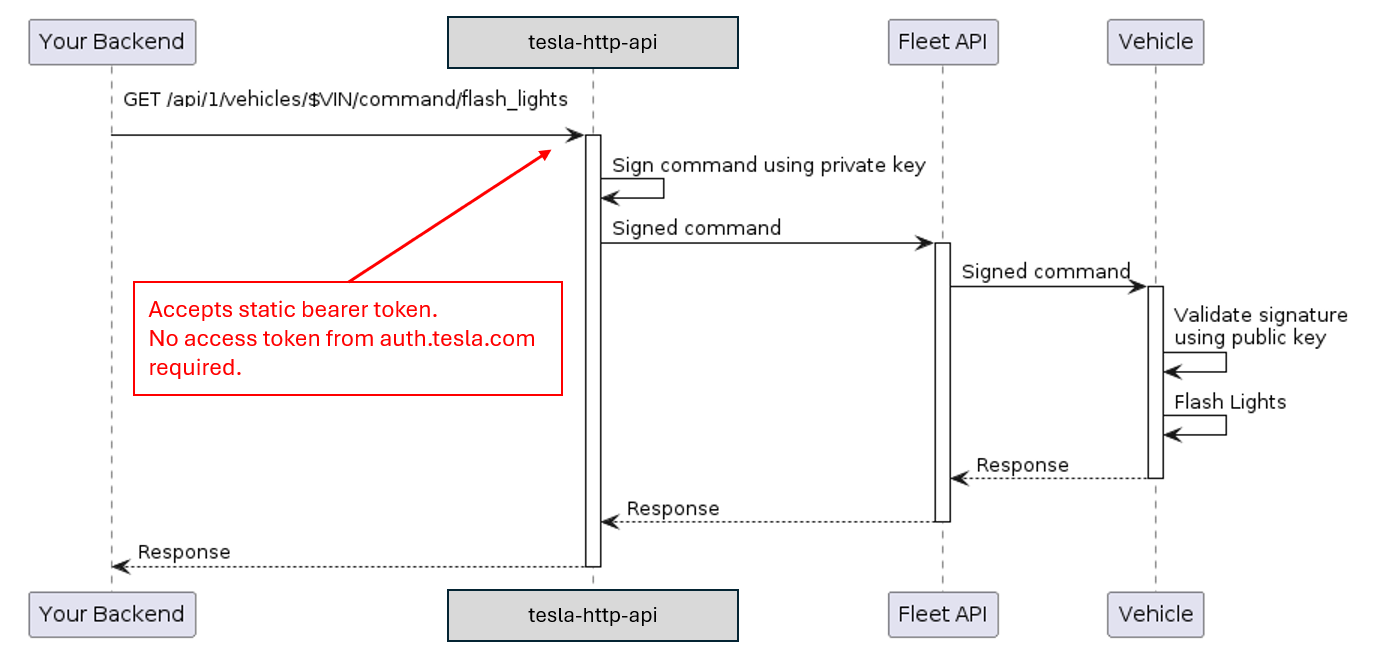 Your Backend
tesla-http-api
Fleet API
Vehicle
GET /api/1/vehicles/$VIN/command/flash_lights
Sign command using private key
Signed command
Signed command
Accepts static bearer token.
No access token from auth.tesla.com
required.
Validate signature
using public key
Flash Lights
Response
Response
Response
Your Backend
tesla-http-api
Fleet API
Vehicle